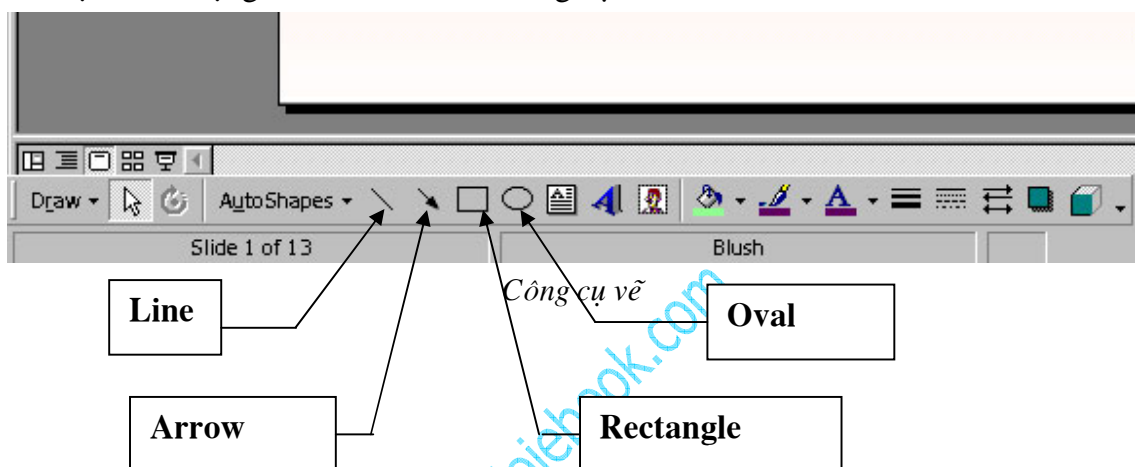 Draw
AutoShapes
Slide 1 of 13
Blush
Công cụ vẽ
Line
Oval
Arrow
Rectangle